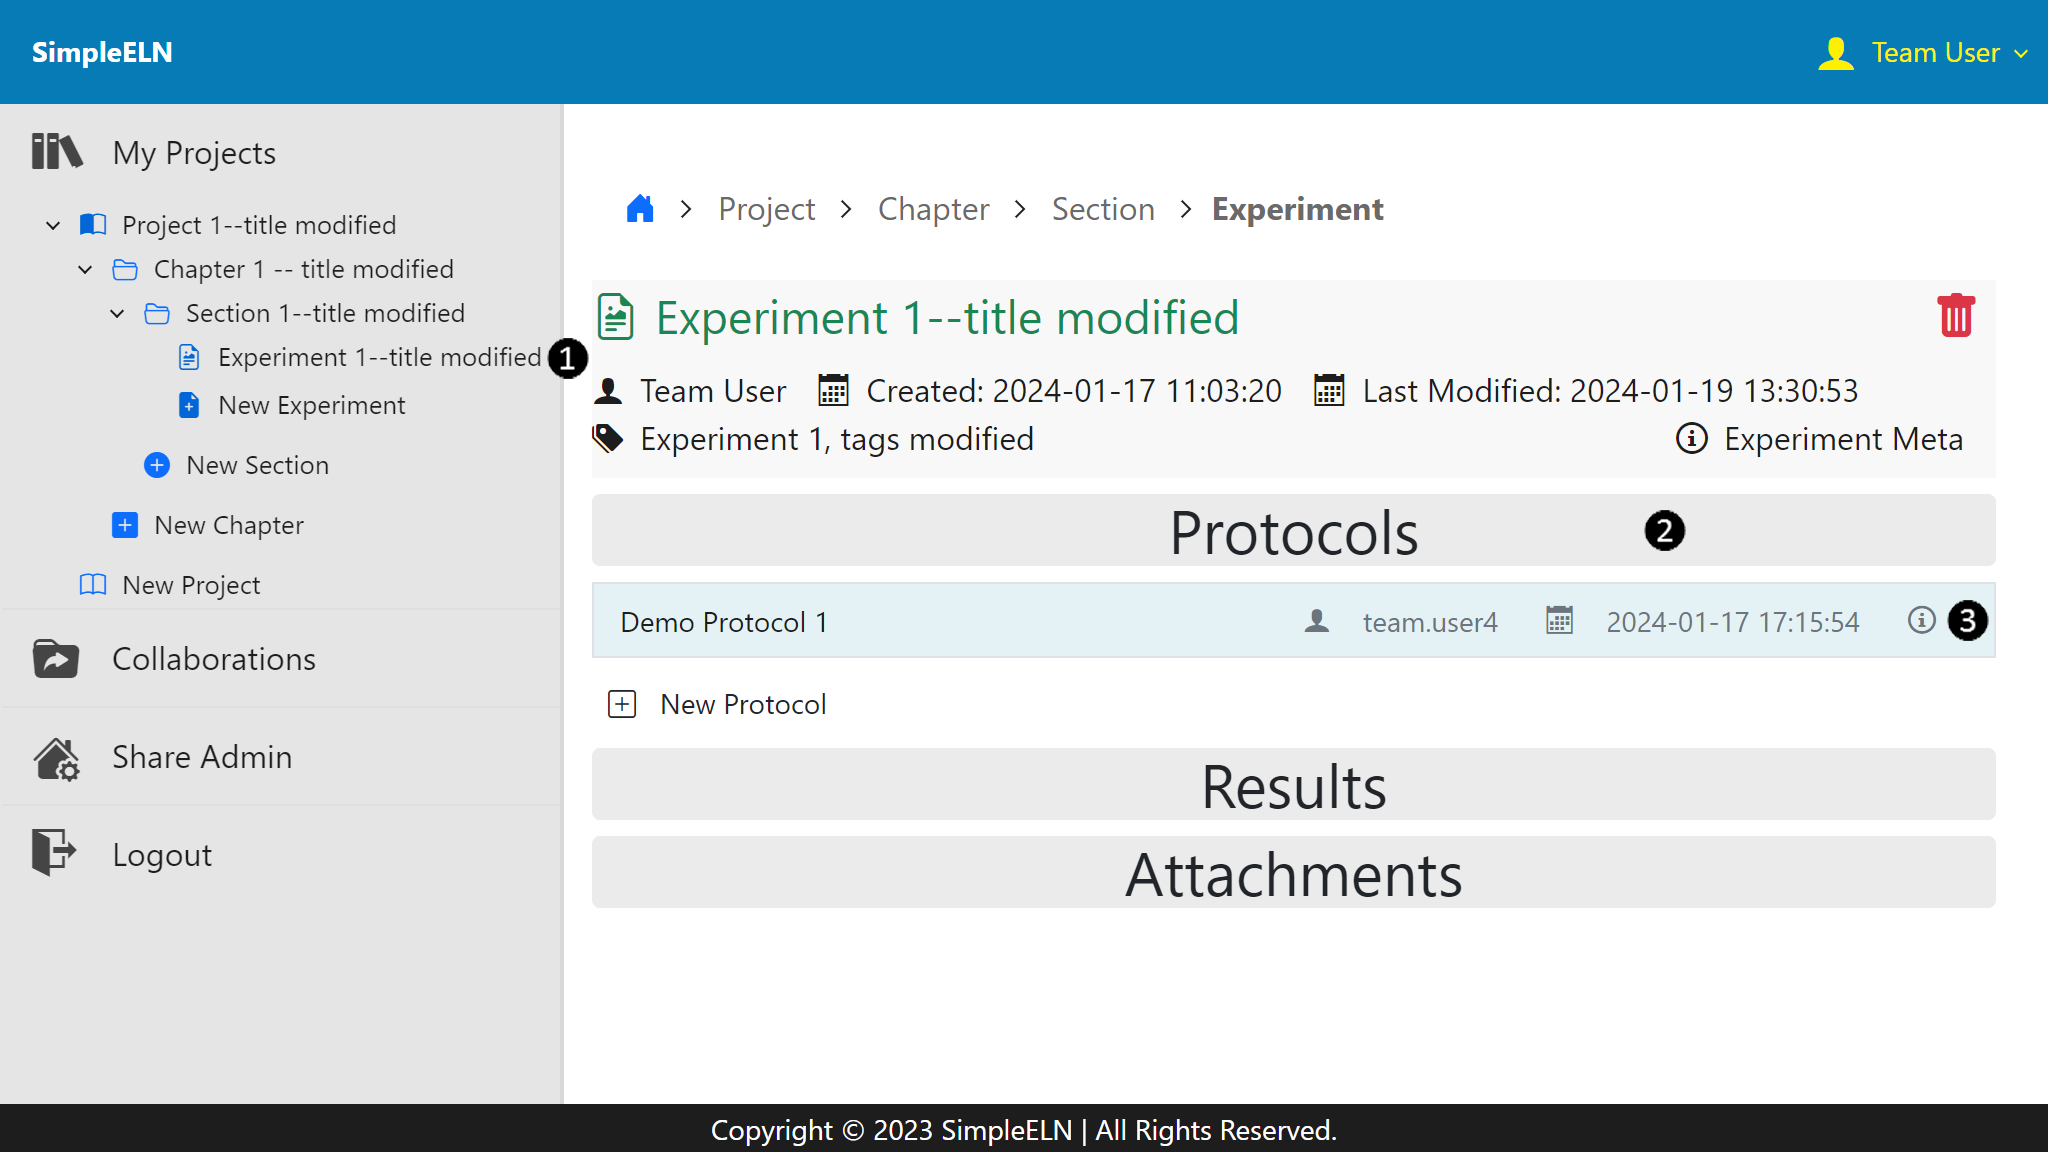 SimpleELN
Team User
My Projects
Project 1--title modified
Chapter 1 -- title modified
Section 1--title modified
Experiment 1--title modified 1
New Experiment
New Section
New Chapter
New Project
Collaborations
Share Admin
Logout
Project > Chapter > Section > Experiment
Experiment 1--title modified
Team User Created: 2024-01-17 11:03:20 Last Modified: 2024-01-19 13:30:53
Experiment 1, tags modified Experiment Meta
Protocols 2
Demo Protocol 1 team.user4 2024-01-17 17:15:54 3
New Protocol
Results
Attachments
Copyright © 2023 SimpleELN | All Rights Reserved.